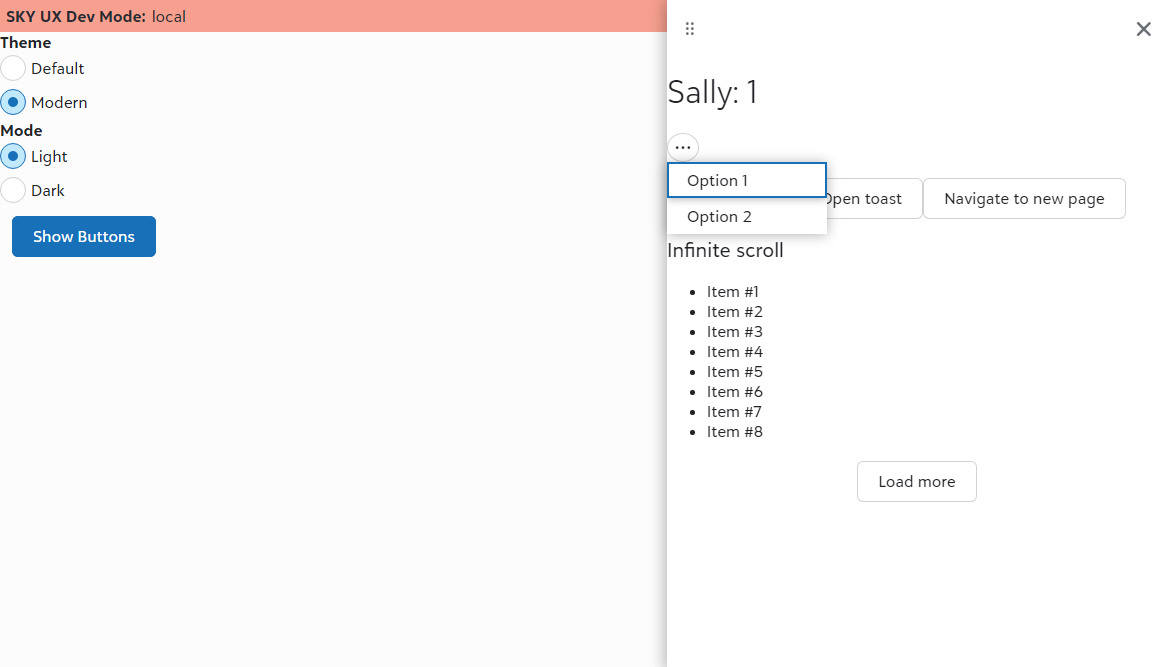 SKY UX Dev Mode: local
Theme
Default
Modern
Mode
Light
Dark
Show Buttons
Sally: 1
Option 1
Option 2
toast
Navigate to new page
Infinite scroll
Item #1
Item #2
Item #3
Item #4
Item #5
Item #6
Item #7
Item #8
Load more